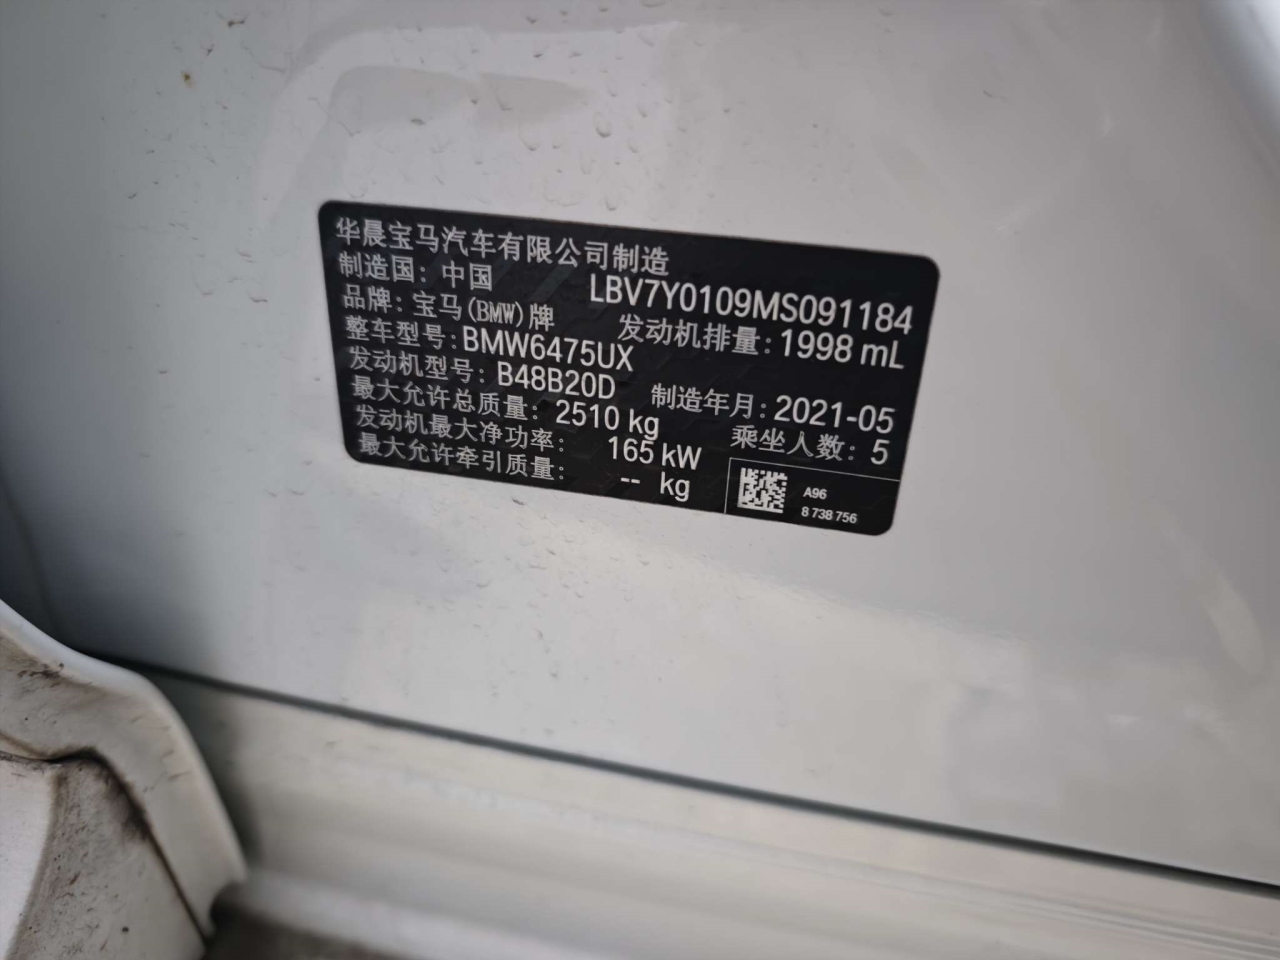 华晨宝马汽车有限公司制造
制造国：中国
LBV7Y0109MS091184
品牌：宝马(BMW)牌
发动机排量：1998 mL
整车型号：BMW6475UX
发动机型号：B48B20D
制造年月：2021-05
最大允许总质量：2510 kg
乘坐人数：5
发动机最大净功率：165 kW
最大允许牵引质量：-- kg
A96
8 738 756